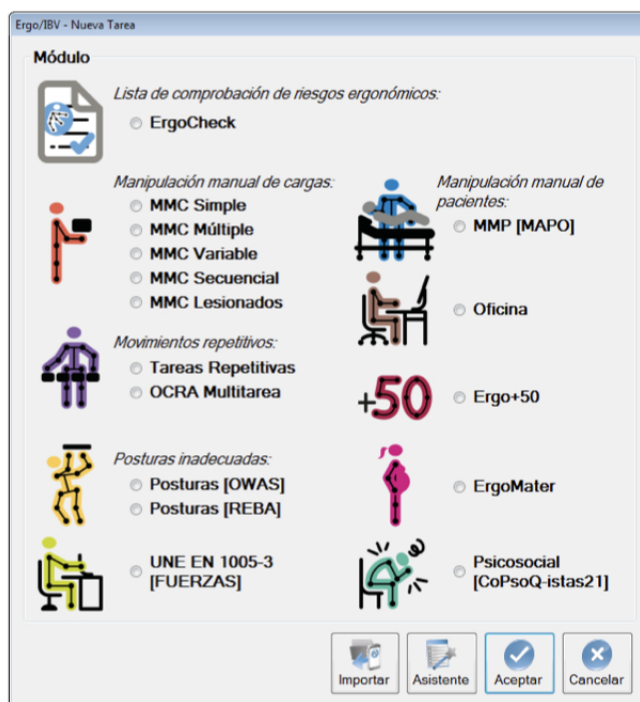 Ergo/IBV - Nueva Tarea
Módulo
Lista de comprobación de riesgos ergonómicos:
ErgoCheck
Manipulación manual de cargas:
MMC Simple
MMC Múltiple
MMC Variable
MMC Secuencial
MMC Lesionados
Movimientos repetitivos:
Tareas Repetitivas
OCRA Multitarea
Posturas inadecuadas:
Posturas [OWAS]
Posturas [REBA]
UNE EN 1005-3
[FUERZAS]
Manipulación manual de
pacientes:
MMP [MAPO]
Oficina
+50
Ergo+50
ErgoMater
Psicosocial
[CoPsoQ-istas21]
Importar
Asistente
Aceptar
Cancelar